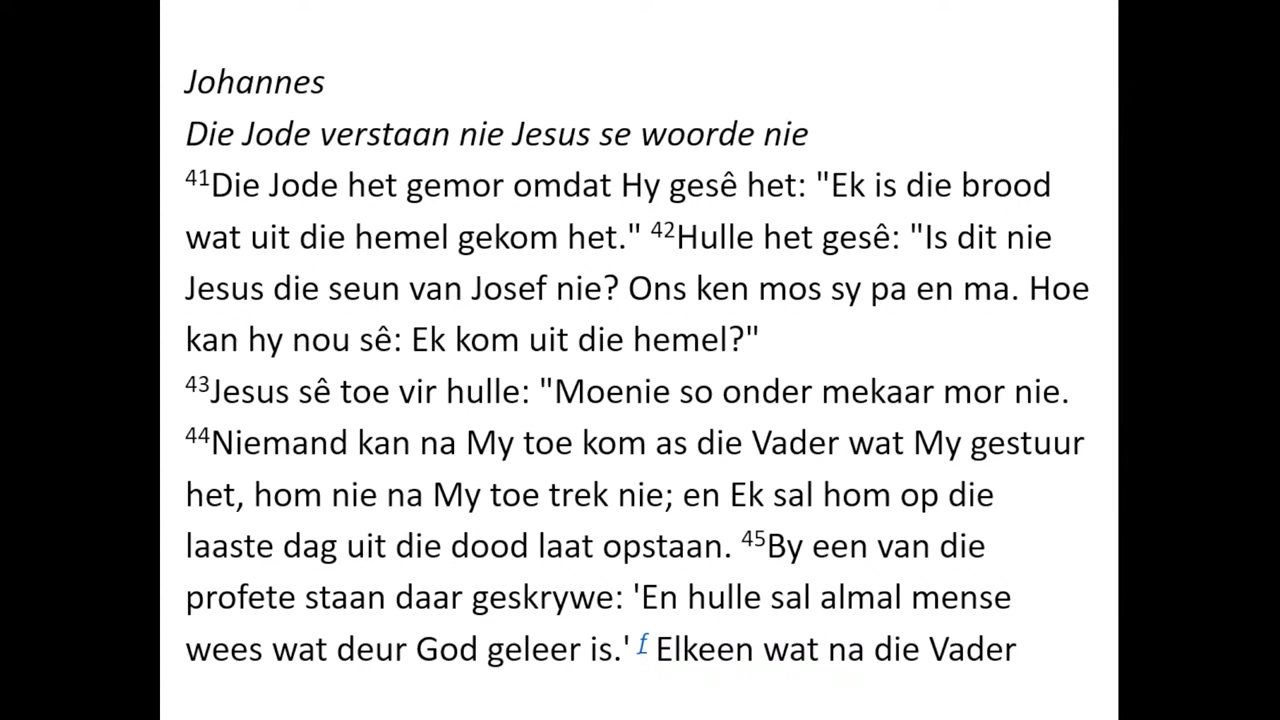 Johannes
Die Jode verstaan nie Jesus se woorde nie
41Die Jode het gemor omdat Hy gesê het: "Ek is die brood
wat uit die hemel gekom het." 42Hulle het gesê: "Is dit nie
Jesus die seun van Josef nie? Ons ken mos sy pa en ma. Hoe
kan hy nou sê: Ek kom uit die hemel?"
43Jesus sê toe vir hulle: "Moenie so onder mekaar mor nie.
44Niemand kan na My toe kom as die Vader wat My gestuur
het, hom nie na My toe trek nie; en Ek sal hom op die
laaste dag uit die dood laat opstaan. 45By een van die
profete staan daar geskrywe: 'En hulle sal almal mense
wees wat deur God geleer is.' f Elkeen wat na die Vader